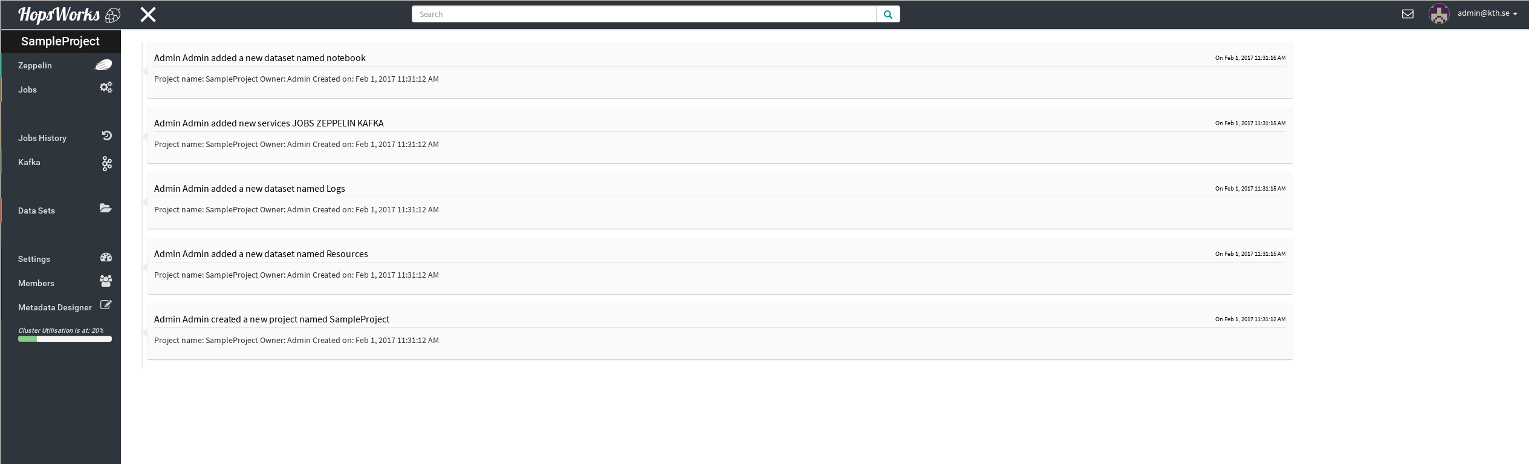 HopsWorks
Search
admin@kth.se
SampleProject
Zeppelin
Jobs
Jobs History
Kafka
Data Sets
Settings
Members
Metadata Designer
Cluster Utilisation is at: 20%
Admin Admin added a new dataset named notebook
On Feb 1, 2017 11:31:16 AM
Project name: SampleProject Owner: Admin Created on: Feb 1, 2017 11:31:12 AM
Admin Admin added new services JOBS ZEPPELIN KAFKA
On Feb 1, 2017 11:31:15 AM
Project name: SampleProject Owner: Admin Created on: Feb 1, 2017 11:31:12 AM
Admin Admin added a new dataset named Logs
On Feb 1, 2017 11:31:15 AM
Project name: SampleProject Owner: Admin Created on: Feb 1, 2017 11:31:12 AM
Admin Admin added a new dataset named Resources
On Feb 1, 2017 11:31:15 AM
Project name: SampleProject Owner: Admin Created on: Feb 1, 2017 11:31:12 AM
Admin Admin created a new project named SampleProject
On Feb 1, 2017 11:31:12 AM
Project name: SampleProject Owner: Admin Created on: Feb 1, 2017 11:31:12 AM